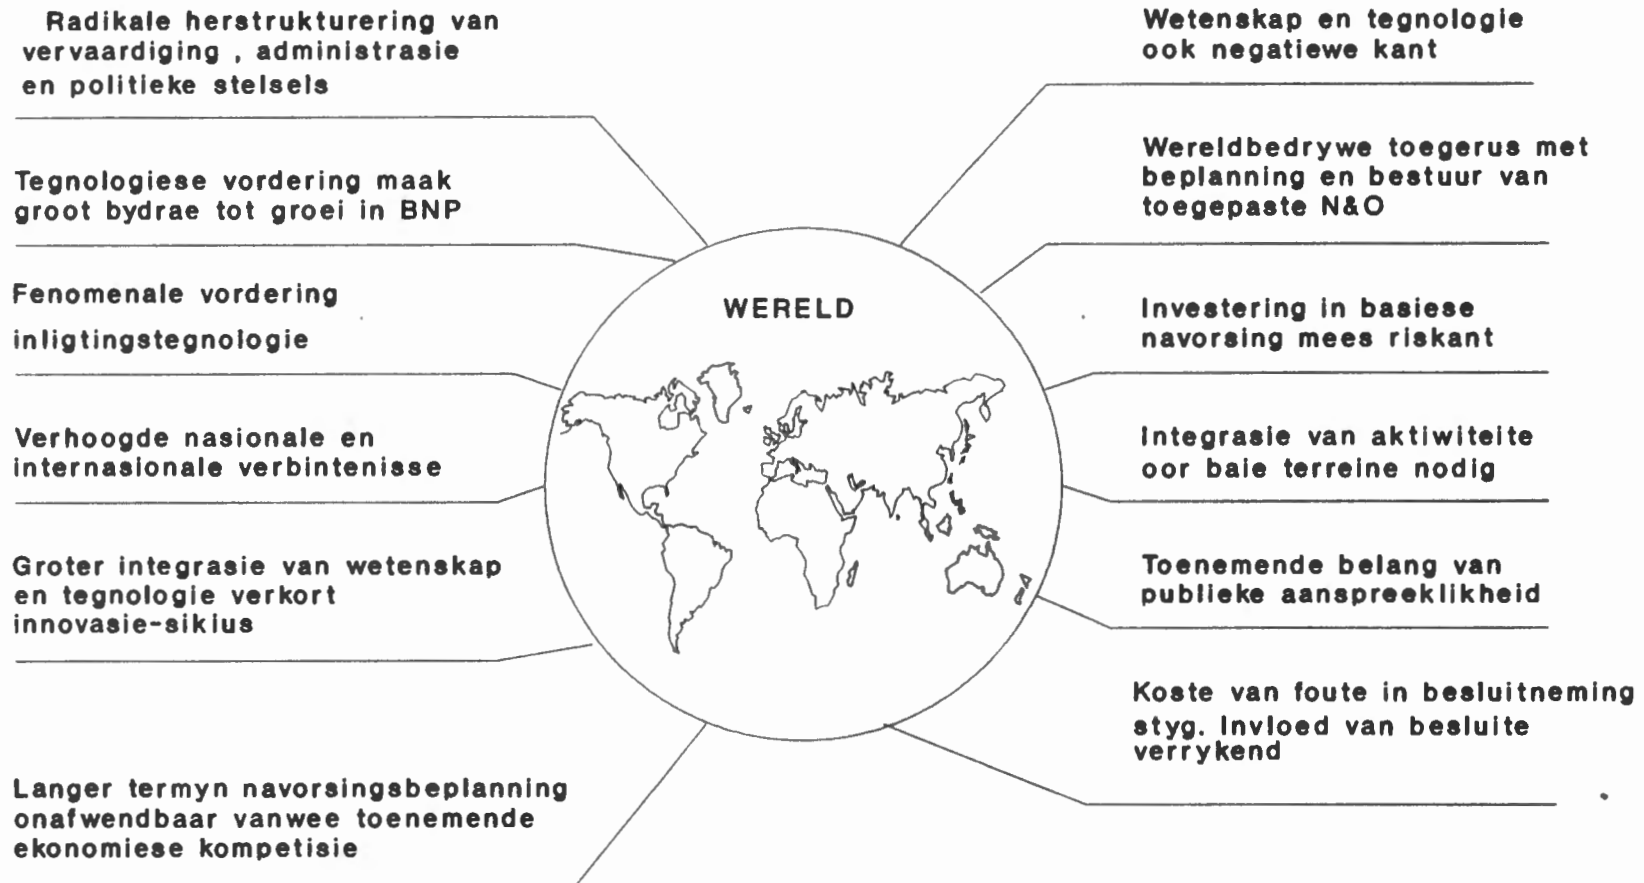 Radikale herstrukturering van
vervaardiging , administrasie
en politieke stelsels
Tegnologiese vordering maak
groot bydrae tot groei in BNP
Fenomenale vordering
inligtingstegnologie
Verhoogde nasionale en
internasionale verbintenisse
Groter integrasie van wetenskap
en tegnologie verkort
innovasie-siklus
Langer termyn navorsingsbeplanning
onafwendbaar vanwee toenemende
ekonomiese kompetisie
WERELD
Wetenskap en tegnologie
ook negatiewe kant
Wereldbedrywe toegerus met
beplanning en bestuur van
toegepaste N&O
Investering in basiese
navorsing mees riskant
Integrasie van aktiwiteite
oor baie terreine nodig
Toenemende belang van
publieke aanspreeklikheid
Koste van foute in besluitneming
styg. Invloed van besluite
verrykend